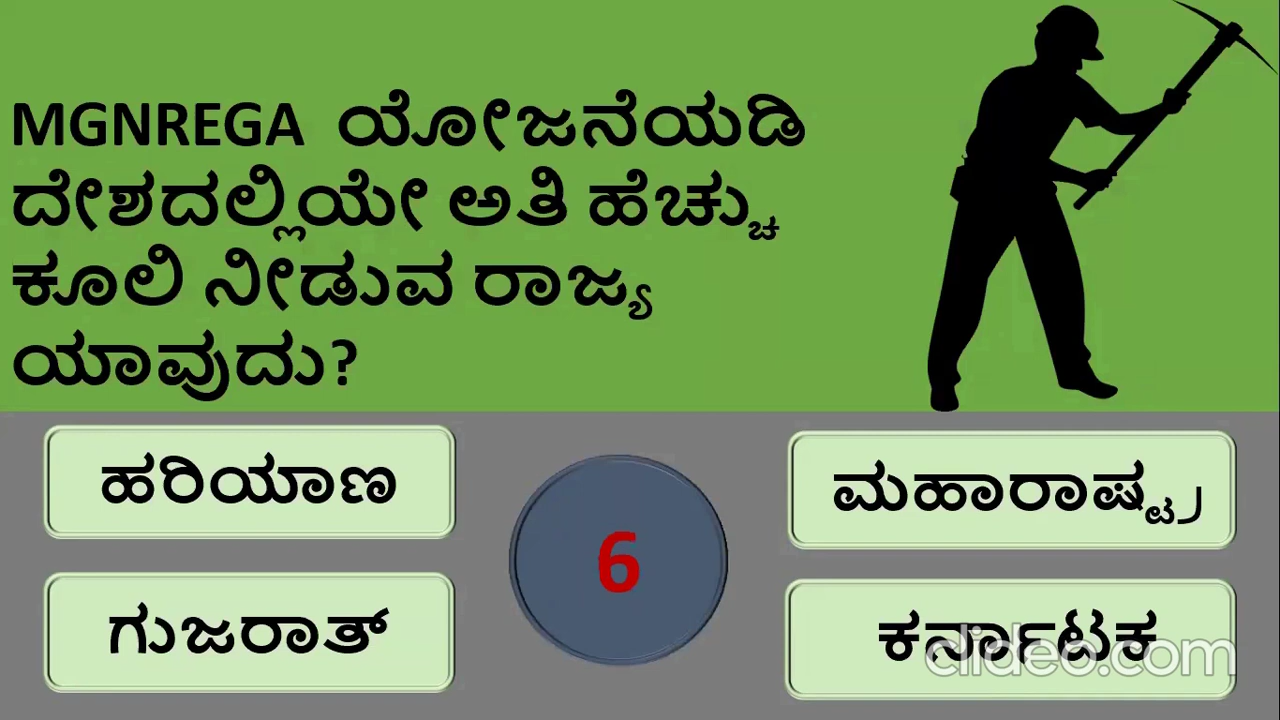 MGNREGA ಯೋಜನೆಯಡಿ
ದೇಶದಲ್ಲಿಯೇ ಅತಿ ಹೆಚ್ಚು
ಕೂಲಿ ನೀಡುವ ರಾಜ್ಯ
ಯಾವುದು?
ಹರಿಯಾಣ
ಮಹಾರಾಷ್ಟ್ರ
6
ಗುಜರಾತ್
ಕರ್ನಾಟಕ
clideo.com